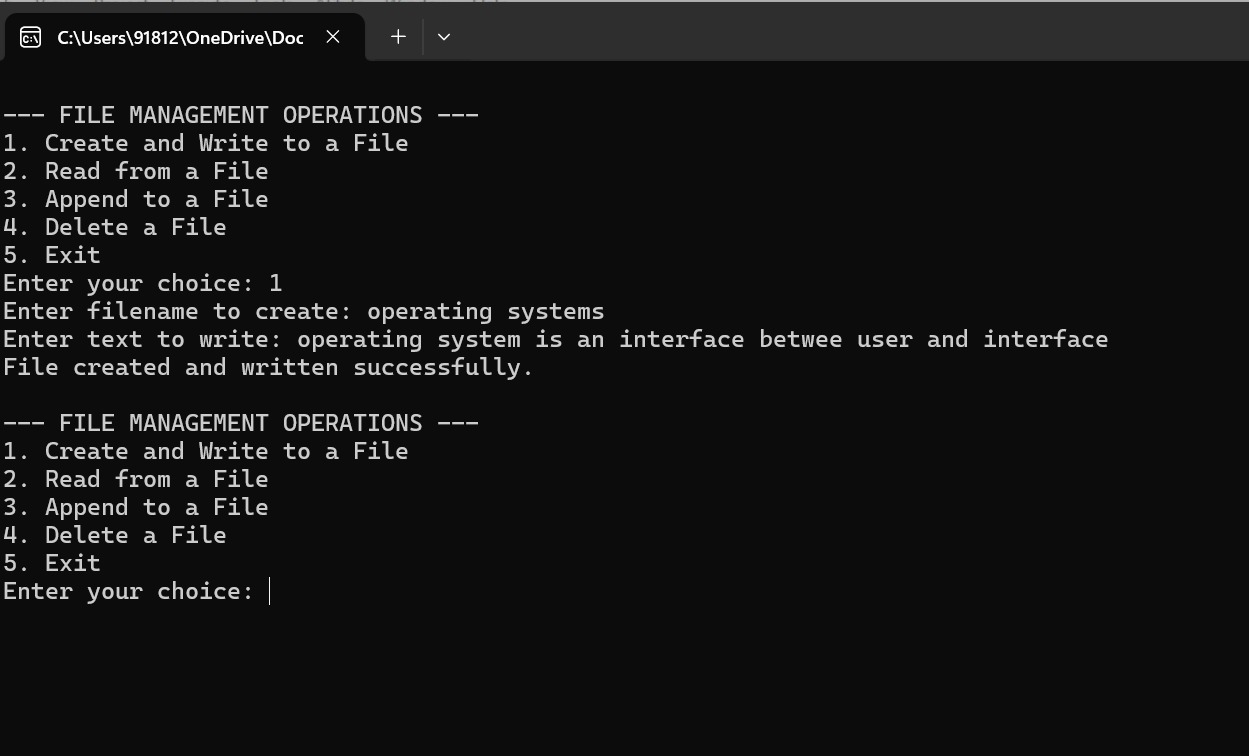 C:\Users\91812\OneDrive\Doc
--- FILE MANAGEMENT OPERATIONS ---
1. Create and Write to a File
2. Read from a File
3. Append to a File
4. Delete a File
5. Exit
Enter your choice: 1
Enter filename to create: operating systems
Enter text to write: operating system is an interface betwee user and interface
File created and written successfully.
--- FILE MANAGEMENT OPERATIONS ---
1. Create and Write to a File
2. Read from a File
3. Append to a File
4. Delete a File
5. Exit
Enter your choice: